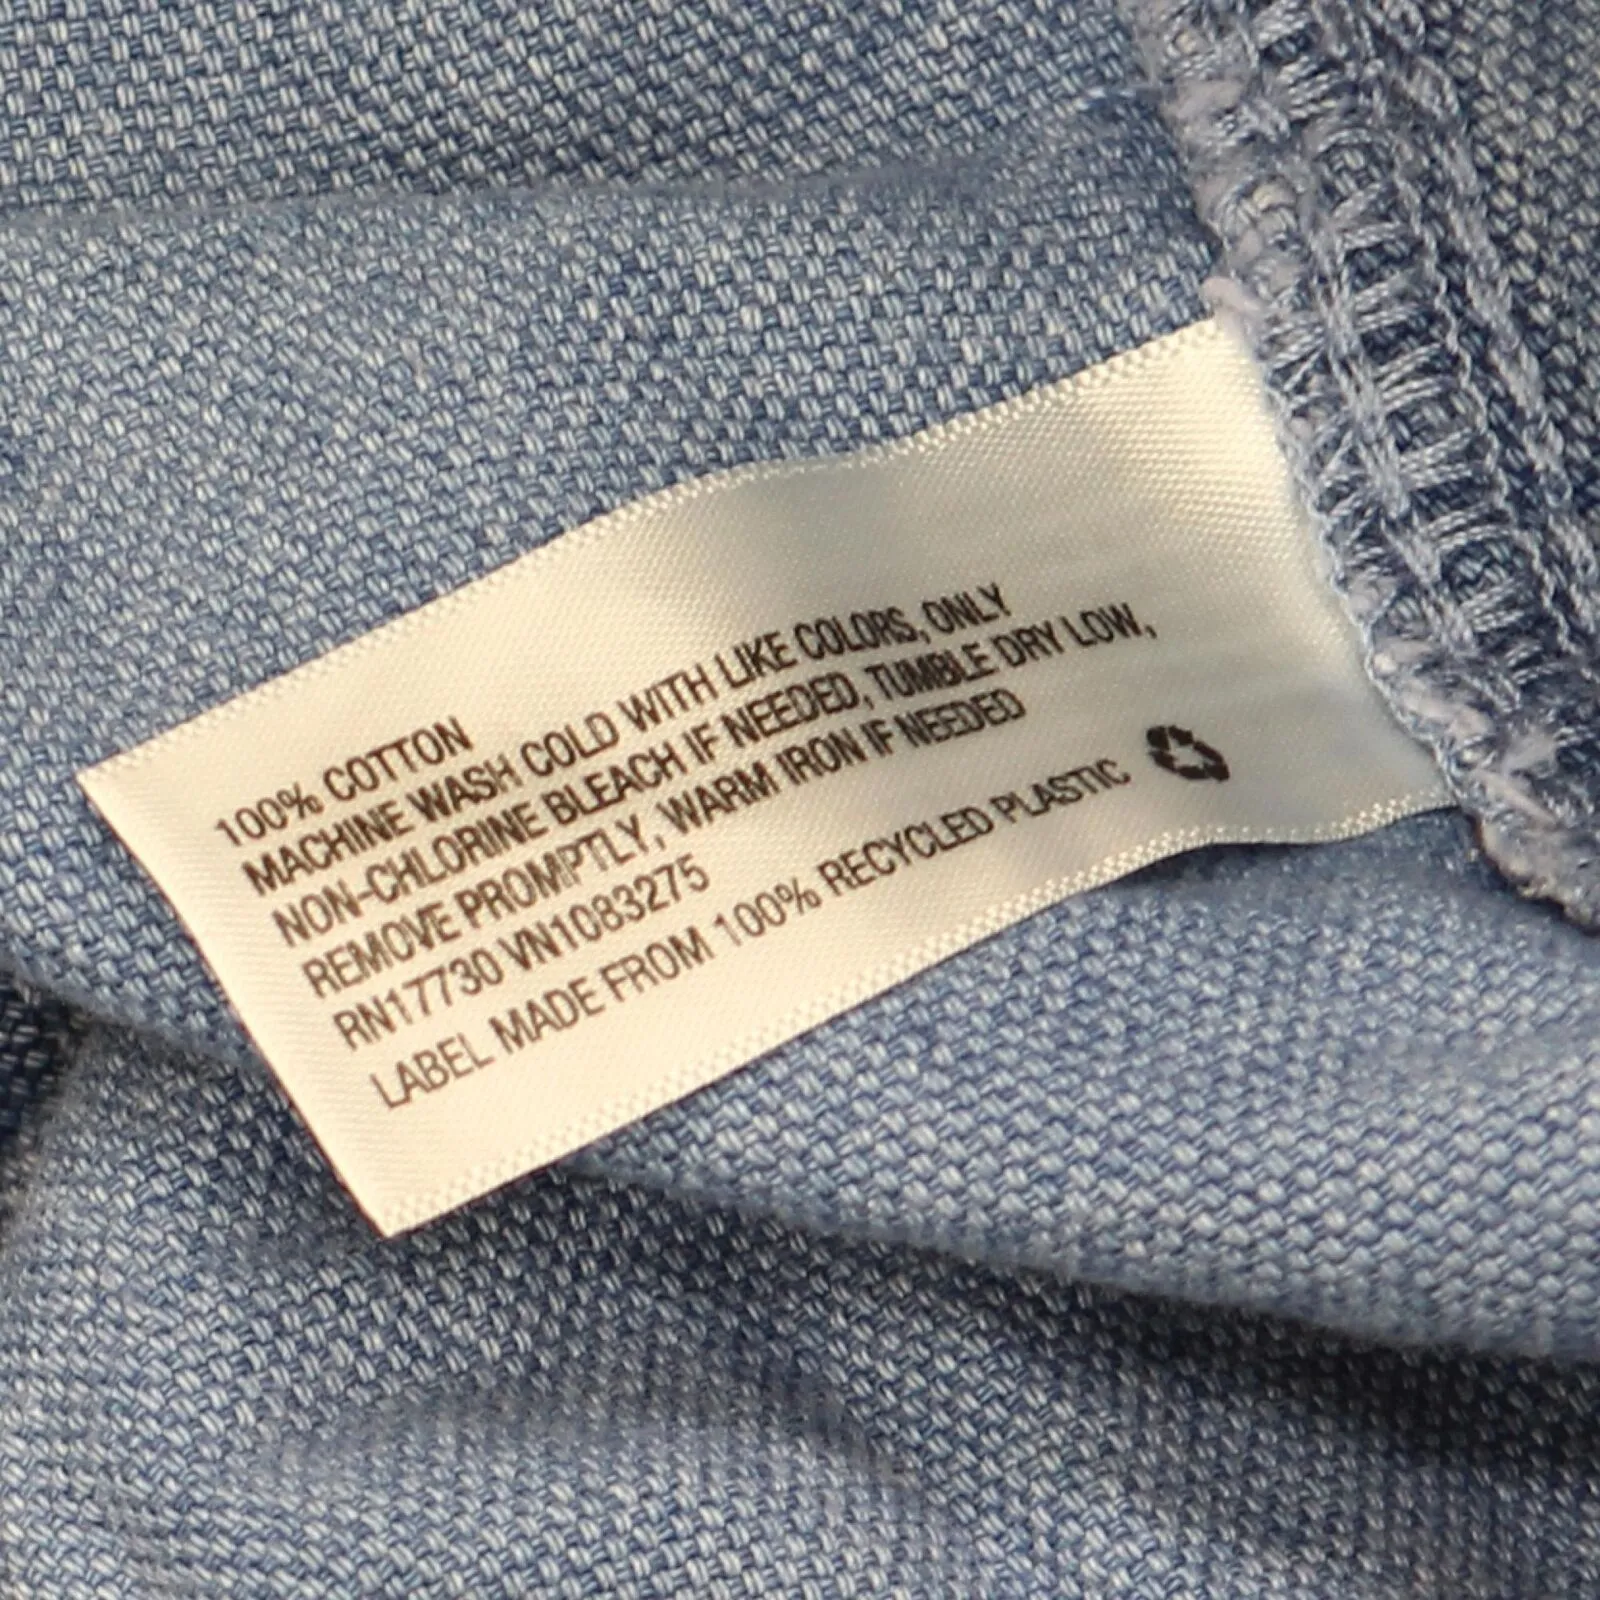 100% COTTON
MACHINE WASH COLD WITH LIKE COLORS, ONLY
NON-CHLORINE BLEACH IF NEEDED, TUMBLE DRY LOW,
REMOVE PROMPTLY, WARM IRON IF NEEDED
RN17730 VN1083275
LABEL MADE FROM 100% RECYCLED PLASTIC